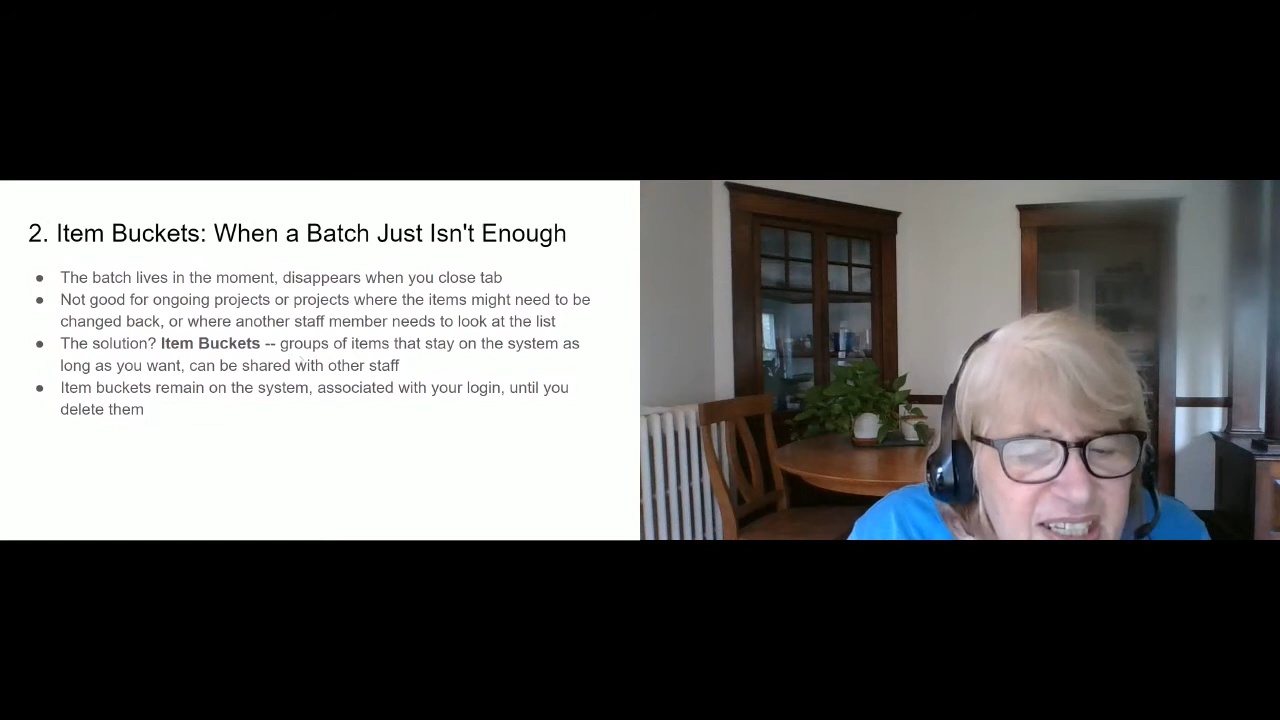 2. Item Buckets: When a Batch Just Isn't Enough
● The batch lives in the moment, disappears when you close tab
● Not good for ongoing projects or projects where the items might need to be
changed back, or where another staff member needs to look at the list
● The solution? Item Buckets -- groups of items that stay on the system as
long as you want, can be shared with other staff
● Item buckets remain on the system, associated with your login, until you
delete them